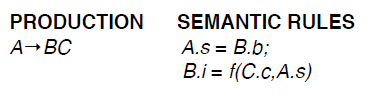 PRODUCTION SEMANTIC RULES
A→BC A.s = B.b;
B.i = f(C.c,A.s)